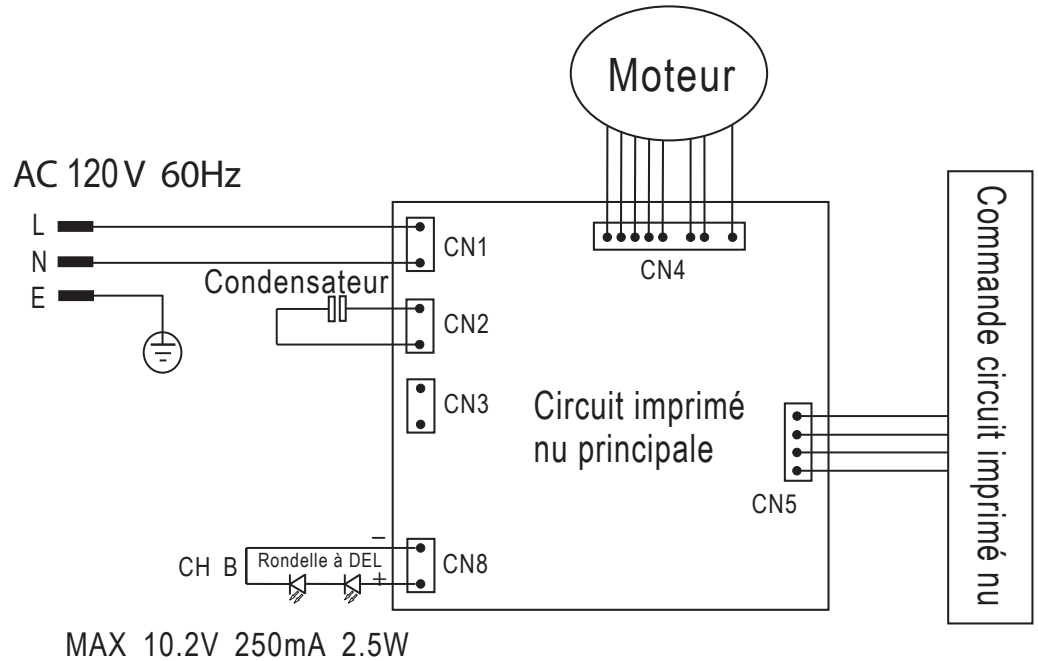 Moteur
AC 120V 60Hz
L
N
E
CN1
CN4
Condensateur
CN2
CN3
Circuit imprimé
nu principale
CN5
Commande circuit imprimé nu
–
CH B
Rondelle à DEL
+
CN8
MAX 10.2V 250mA 2.5W